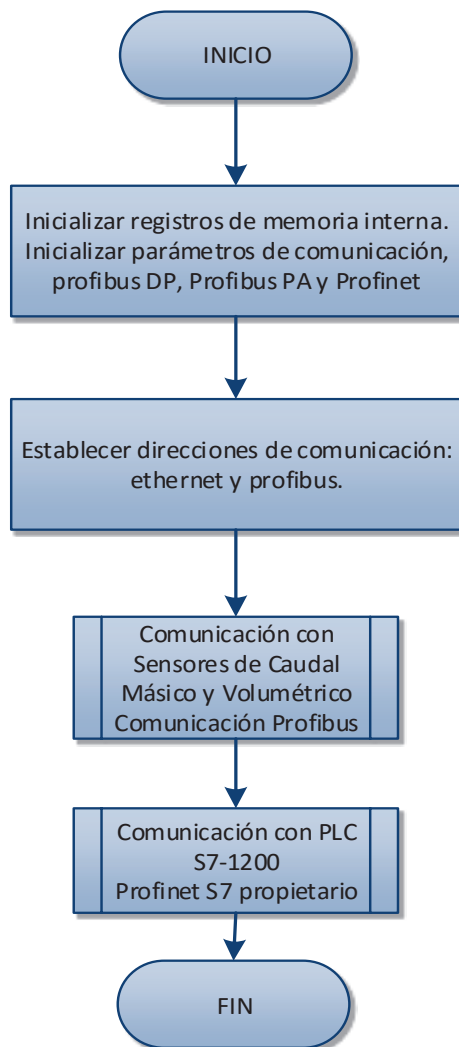 INICIO
Inicializar registros de memoria interna.
Inicializar parámetros de comunicación,
profibus DP, Profibus PA y Profinet
Establecer direcciones de comunicación:
ethernet y profibus.
Comunicación con
Sensores de Caudal
Másico y Volumétrico
Comunicación Profibus
Comunicación con PLC
S7-1200
Profinet S7 propietario
FIN